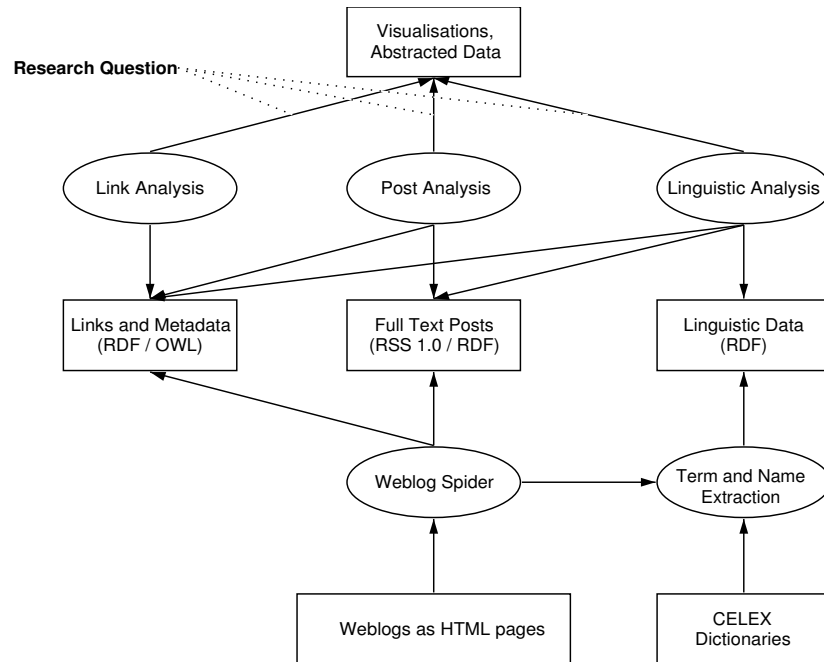 Visualisations,
Abstracted Data
Research Question
Link Analysis
Post Analysis
Linguistic Analysis
Links and Metadata
(RDF / OWL)
Full Text Posts
(RSS 1.0 / RDF)
Linguistic Data
(RDF)
Weblog Spider
Term and Name
Extraction
Weblogs as HTML pages
CELEX
Dictionaries